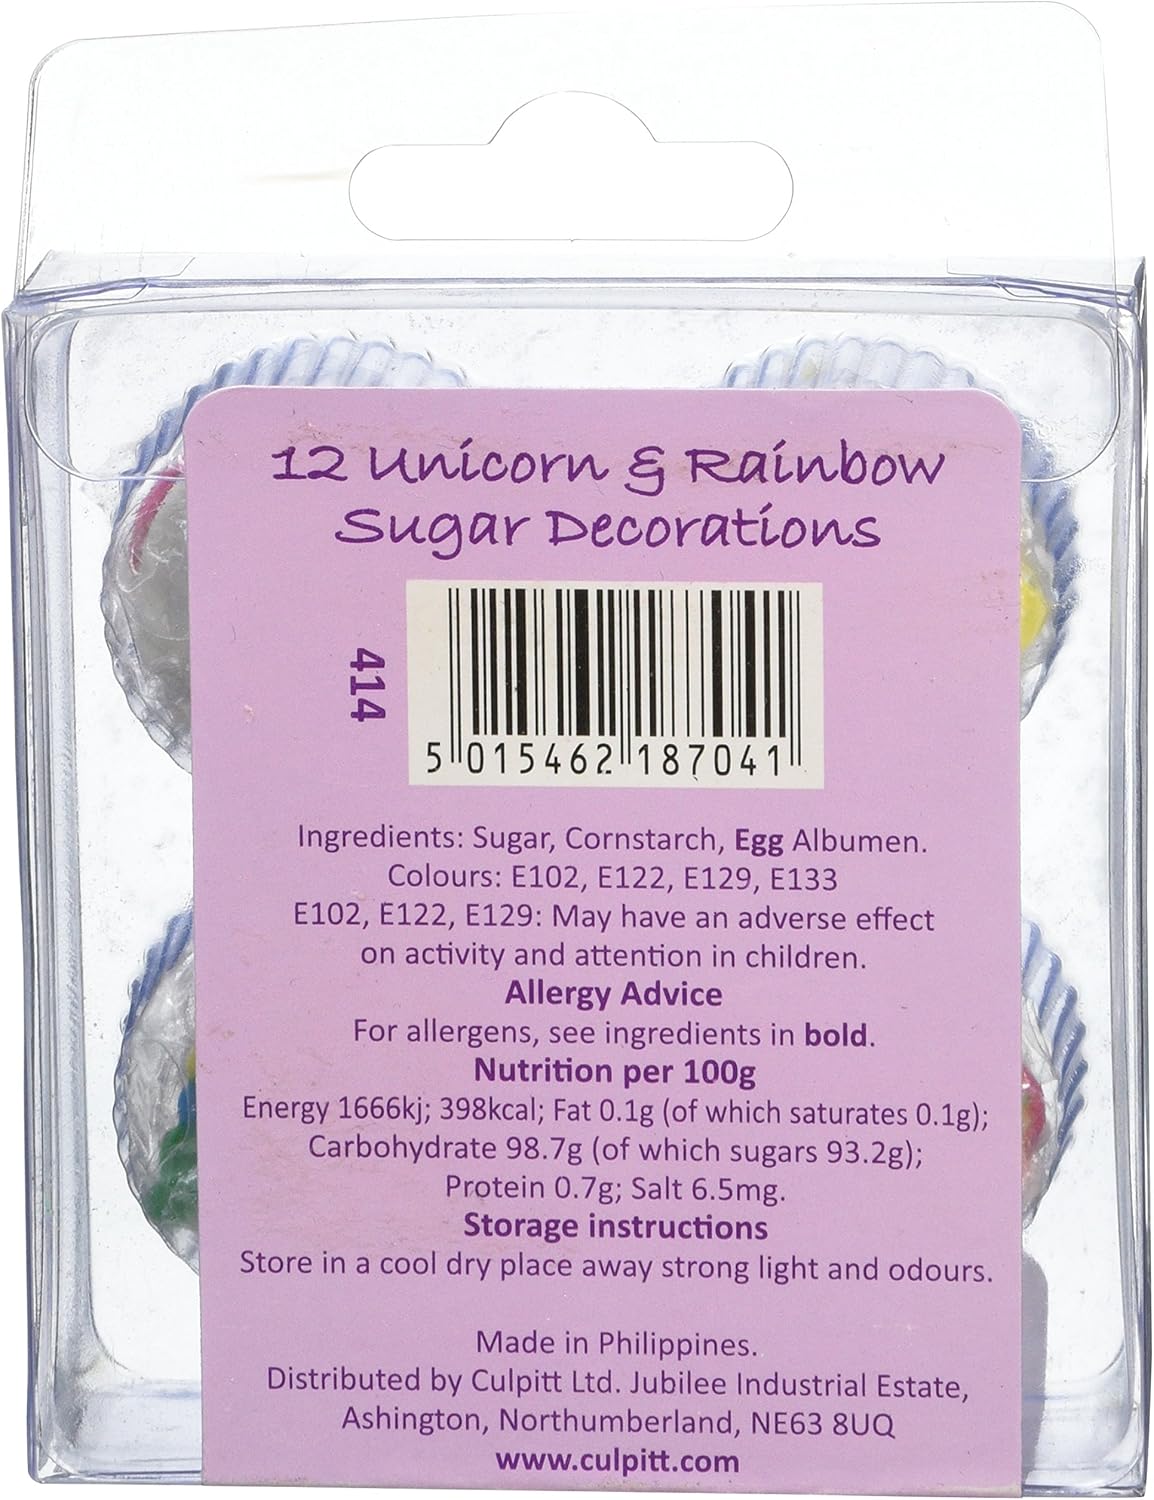 12 Unicorn & Rainbow
Sugar Decorations
414
5 015462 187041
Ingredients: Sugar, Cornstarch, Egg Albumen.
Colours: E102, E122, E129, E133
E102, E122, E129: May have an adverse effect
on activity and attention in children.
Allergy Advice
For allergens, see ingredients in bold.
Nutrition per 100g
Energy 1666kj; 398kcal; Fat 0.1g (of which saturates 0.1g);
Carbohydrate 98.7g (of which sugars 93.2g);
Protein 0.7g; Salt 6.5mg.
Storage instructions
Store in a cool dry place away strong light and odours.
Made in Philippines.
Distributed by Culpitt Ltd. Jubilee Industrial Estate,
Ashington, Northumberland, NE63 8UQ
www.culpitt.com